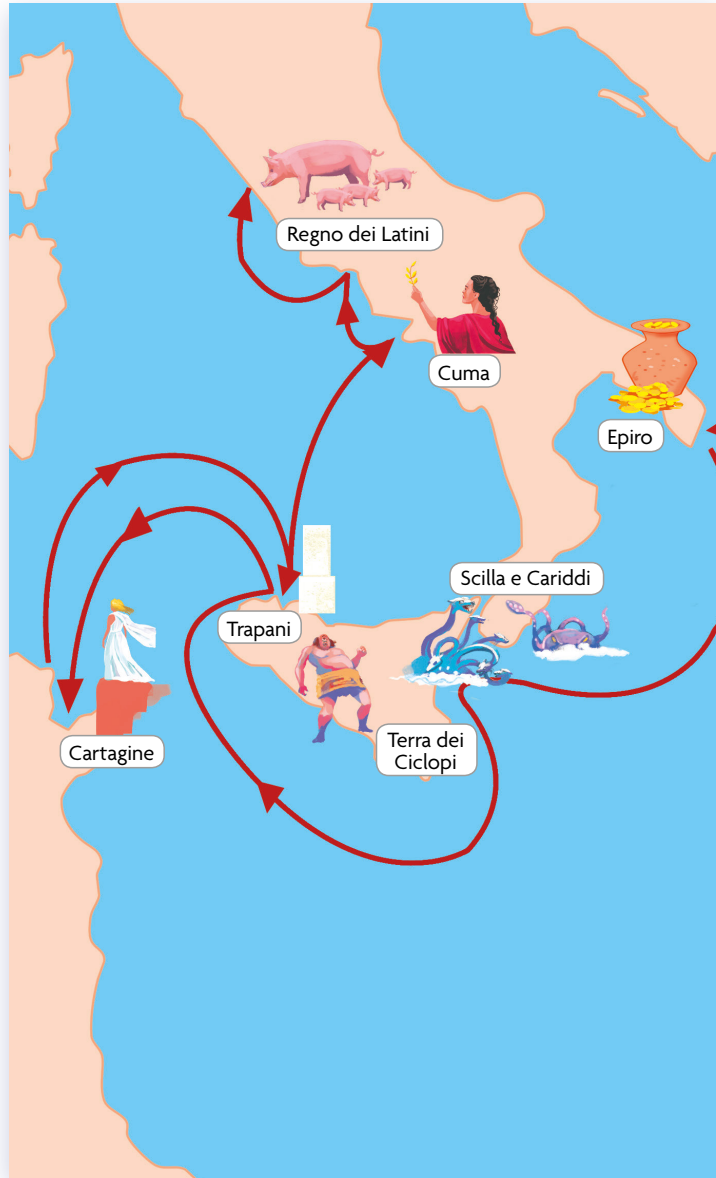 Regno dei Latini
Cuma
Epiro
Scilla e Cariddi
Trapani
Terra dei
Ciclopi
Cartagine